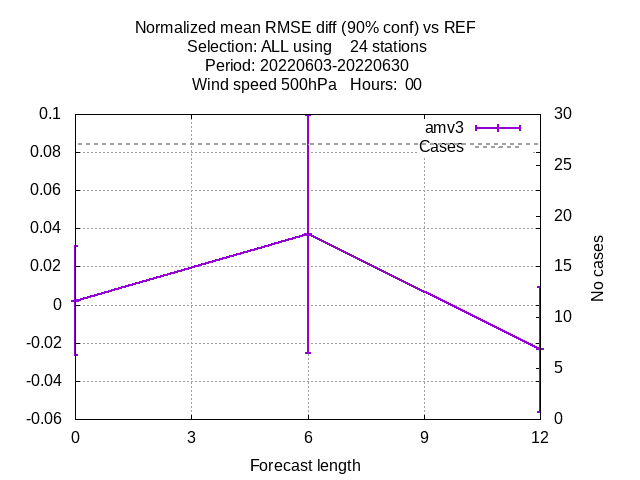 Normalized mean RMSE diff (90% conf) vs REF
Selection: ALL using    24 stations
Period: 20220603-20220630
Wind speed 500hPa   Hours:  00
0.1
0.08
0.06
0.04
0.02
0
-0.02
-0.04
-0.06
amv3
Cases
30
25
20
15
10
5
0
No cases
0
3
6
9
12
Forecast length